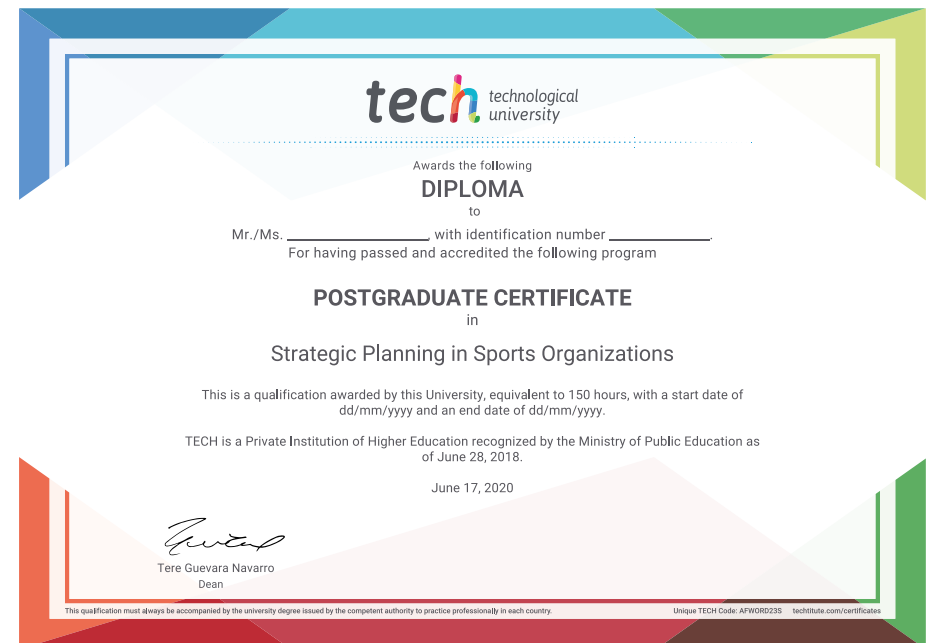 tech technological
university
Awards the following
DIPLOMA
to
Mr./Ms. ____________________, with identification number ______________.
For having passed and accredited the following program
POSTGRADUATE CERTIFICATE
in
Strategic Planning in Sports Organizations
This is a qualification awarded by this University, equivalent to 150 hours, with a start date of
dd/mm/yyyy and an end date of dd/mm/yyyy.
TECH is a Private Institution of Higher Education recognized by the Ministry of Public Education as
of June 28, 2018.
June 17, 2020
Tere Guevara Navarro
Dean
This qualification must always be accompanied by the university degree issued by the competent authority to practice professionally in each country. Unique TECH Code: AFWORD23S techtitute.com/certificates